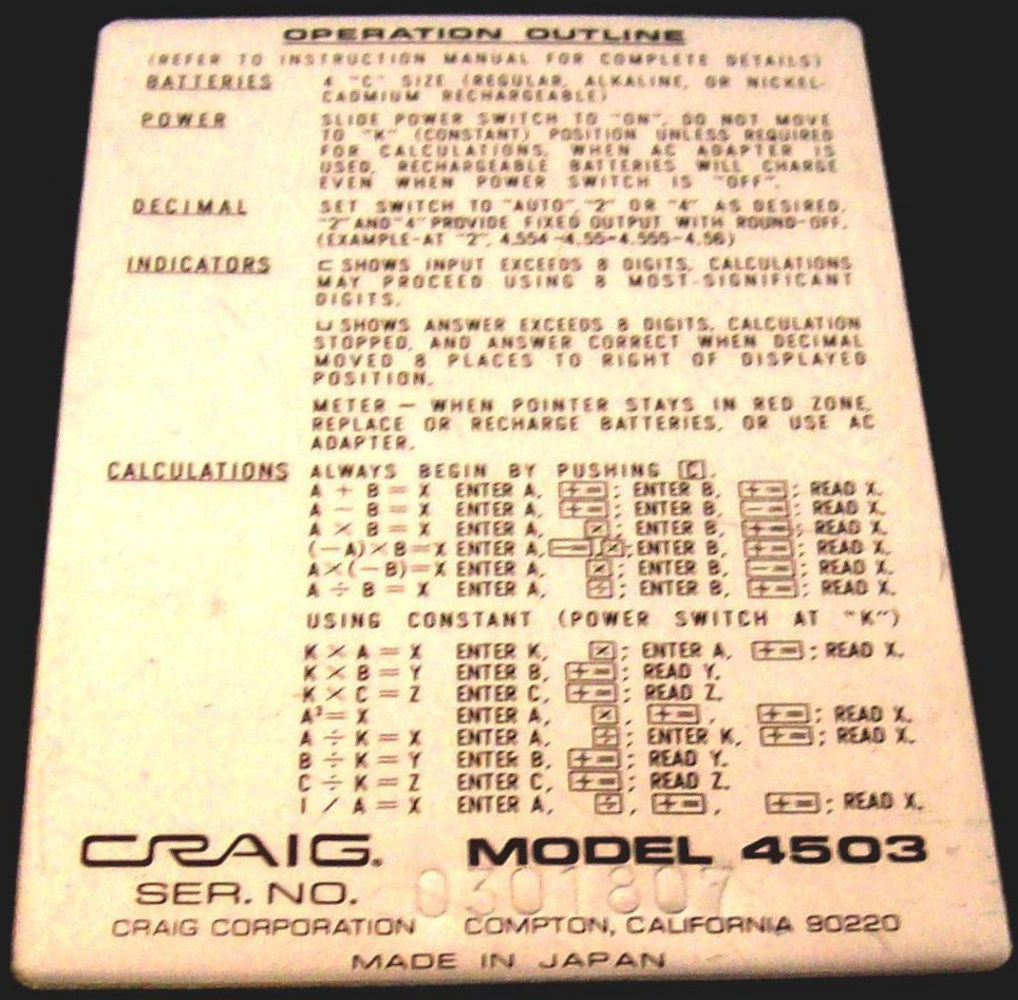 OPERATION OUTLINE
(REFER TO INSTRUCTION MANUAL FOR COMPLETE DETAILS)
BATTERIES 4 "C" SIZE (REGULAR, ALKALINE, OR NICKEL-
CADMIUM RECHARGEABLE)
POWER SLIDE POWER SWITCH TO "ON", DO NOT MOVE
TO "K" (CONSTANT) POSITION UNLESS REQUIRED
FOR CALCULATIONS, WHEN AC ADAPTER IS
USED, RECHARGEABLE BATTERIES WILL CHARGE
EVEN WHEN POWER SWITCH IS "OFF".
DECIMAL SET SWITCH TO "AUTO", "2" OR "4" AS DESIRED,
"2" AND "4" PROVIDE FIXED OUTPUT WITH ROUND-OFF,
(EXAMPLE-AT "2", 4.554→4.55-4.555→4.56)
INDICATORS ⊏ SHOWS INPUT EXCEEDS 8 DIGITS, CALCULATIONS
MAY PROCEED USING 8 MOST-SIGNIFICANT
DIGITS.
⊔ SHOWS ANSWER EXCEEDS 8 DIGITS, CALCULATION
STOPPED, AND ANSWER CORRECT WHEN DECIMAL
MOVED 8 PLACES TO RIGHT OF DISPLAYED
POSITION.
METER — WHEN POINTER STAYS IN RED ZONE,
REPLACE OR RECHARGE BATTERIES, OR USE AC
ADAPTER.
CALCULATIONS ALWAYS BEGIN BY PUSHING [C].
A + B = X ENTER A, [+=]; ENTER B, [+=]; READ X.
A − B = X ENTER A, [+=]; ENTER B, [−=]; READ X.
A × B = X ENTER A, [×]; ENTER B, [+=]; READ X.
(−A)×B=X ENTER A, [−=],[×]; ENTER B, [+=]; READ X.
A×(−B)=X ENTER A, [×]; ENTER B, [−=]; READ X.
A ÷ B = X ENTER A, [÷]; ENTER B, [+=]; READ X.
USING CONSTANT (POWER SWITCH AT "K")
K × A = X ENTER K, [×]; ENTER A, [+=]; READ X.
K × B = Y ENTER B, [+=]; READ Y.
K × C = Z ENTER C, [+=]; READ Z.
A³= X ENTER A, [×], [+=], [+=]; READ X.
A ÷ K = X ENTER A, [÷]; ENTER K, [+=]; READ X.
B ÷ K = Y ENTER B, [+=]; READ Y.
C ÷ K = Z ENTER C, [+=]; READ Z.
1 / A = X ENTER A, [÷], [+=], [+=]; READ X.
CRAIG. MODEL 4503
SER. NO. 0301807
CRAIG CORPORATION COMPTON, CALIFORNIA 90220
MADE IN JAPAN